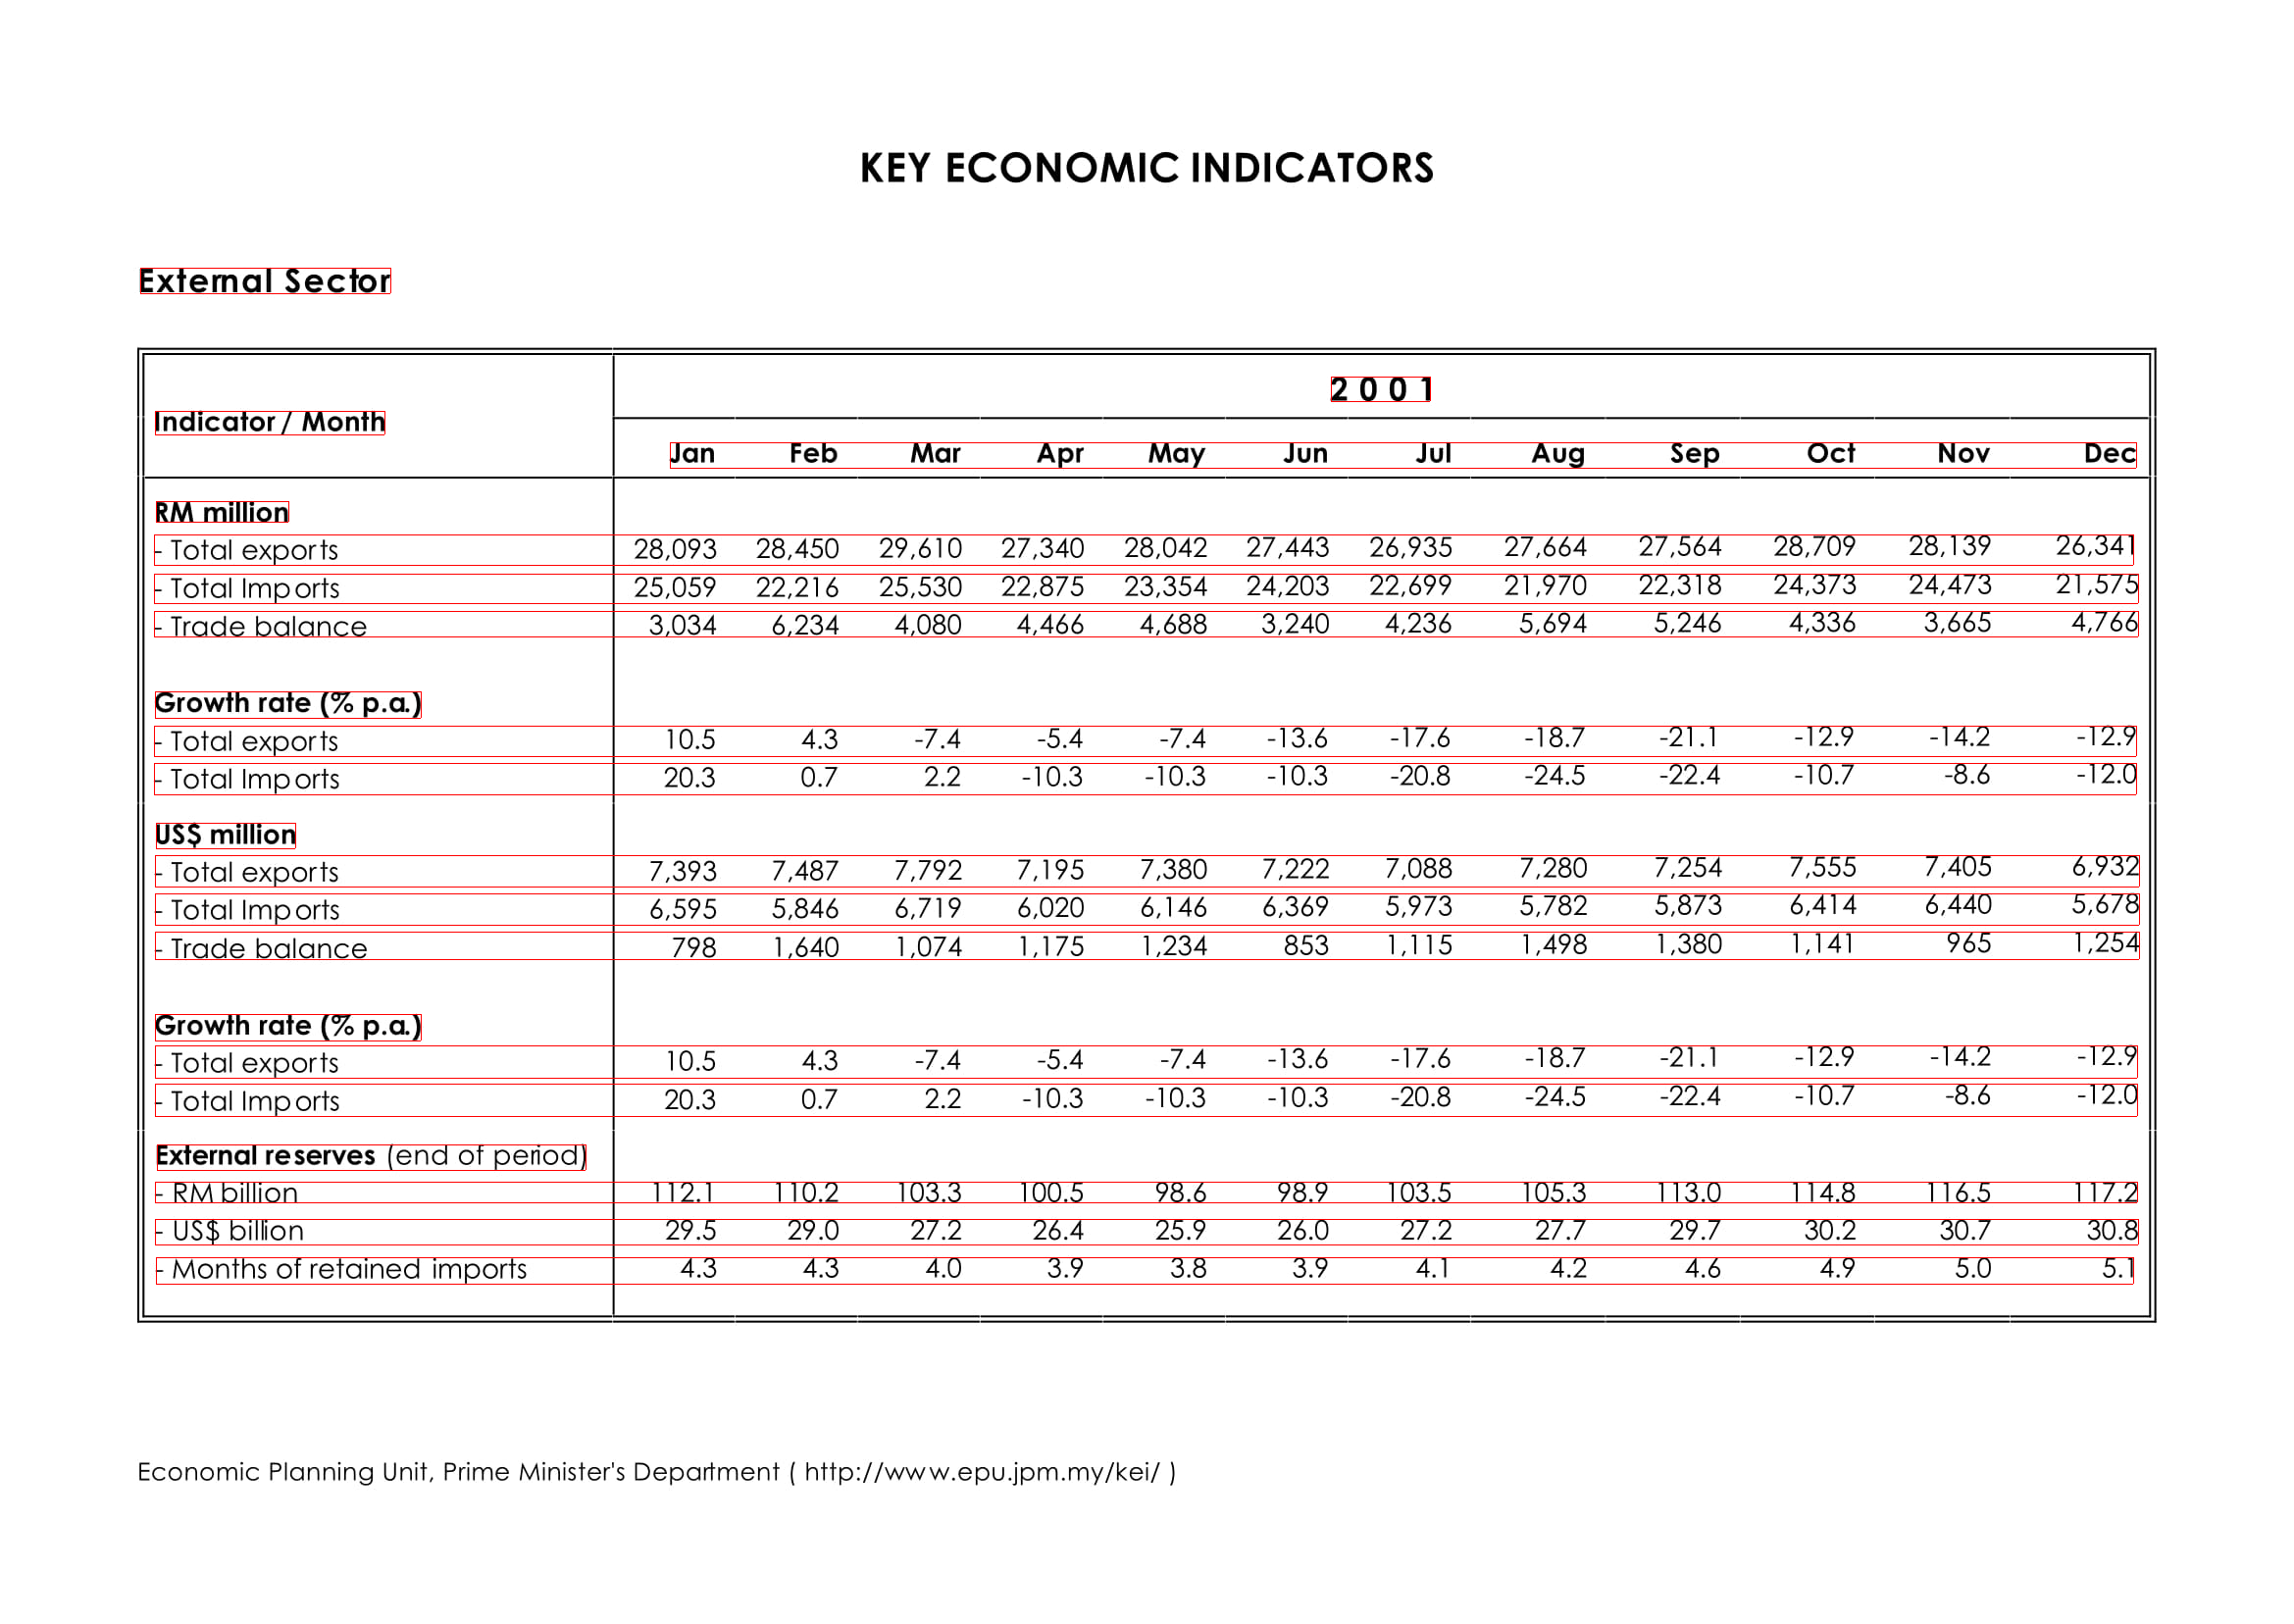 KEY ECONOMIC INDICATORS
External Sector
2 0 0 1
Indicator / Month
Jan Feb Mar Apr May Jun Jul Aug Sep Oct Nov Dec
RM million
- Total exports 28,093 28,450 29,610 27,340 28,042 27,443 26,935 27,664 27,564 28,709 28,139 26,341
- Total Imports 25,059 22,216 25,530 22,875 23,354 24,203 22,699 21,970 22,318 24,373 24,473 21,575
- Trade balance 3,034 6,234 4,080 4,466 4,688 3,240 4,236 5,694 5,246 4,336 3,665 4,766
Growth rate (% p.a.)
- Total exports 10.5 4.3 -7.4 -5.4 -7.4 -13.6 -17.6 -18.7 -21.1 -12.9 -14.2 -12.9
- Total Imports 20.3 0.7 2.2 -10.3 -10.3 -10.3 -20.8 -24.5 -22.4 -10.7 -8.6 -12.0
US$ million
- Total exports 7,393 7,487 7,792 7,195 7,380 7,222 7,088 7,280 7,254 7,555 7,405 6,932
- Total Imports 6,595 5,846 6,719 6,020 6,146 6,369 5,973 5,782 5,873 6,414 6,440 5,678
- Trade balance 798 1,640 1,074 1,175 1,234 853 1,115 1,498 1,380 1,141 965 1,254
Growth rate (% p.a.)
- Total exports 10.5 4.3 -7.4 -5.4 -7.4 -13.6 -17.6 -18.7 -21.1 -12.9 -14.2 -12.9
- Total Imports 20.3 0.7 2.2 -10.3 -10.3 -10.3 -20.8 -24.5 -22.4 -10.7 -8.6 -12.0
External reserves (end of period)
- RM billion 112.1 110.2 103.3 100.5 98.6 98.9 103.5 105.3 113.0 114.8 116.5 117.2
- US$ billion 29.5 29.0 27.2 26.4 25.9 26.0 27.2 27.7 29.7 30.2 30.7 30.8
- Months of retained imports 4.3 4.3 4.0 3.9 3.8 3.9 4.1 4.2 4.6 4.9 5.0 5.1
Economic Planning Unit, Prime Minister's Department ( http://www.epu.jpm.my/kei/ )